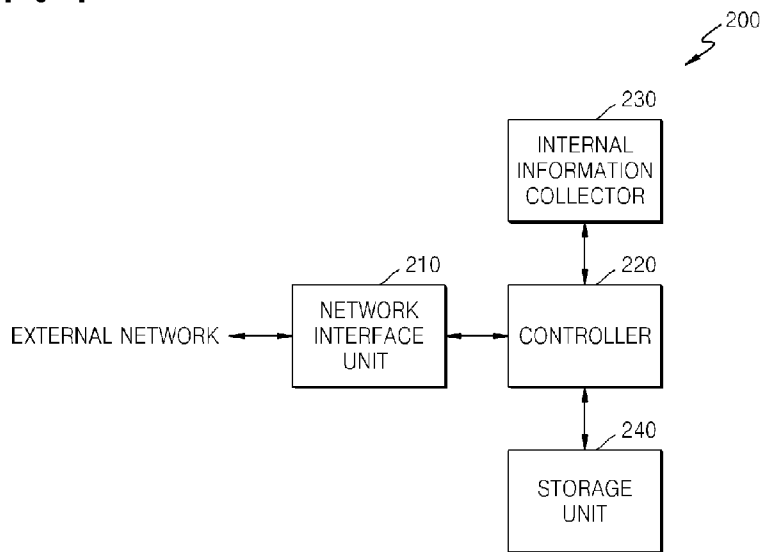 200
230
INTERNAL
INFORMATION
COLLECTOR
210
220
EXTERNAL NETWORK
NETWORK
INTERFACE
UNIT
CONTROLLER
240
STORAGE
UNIT